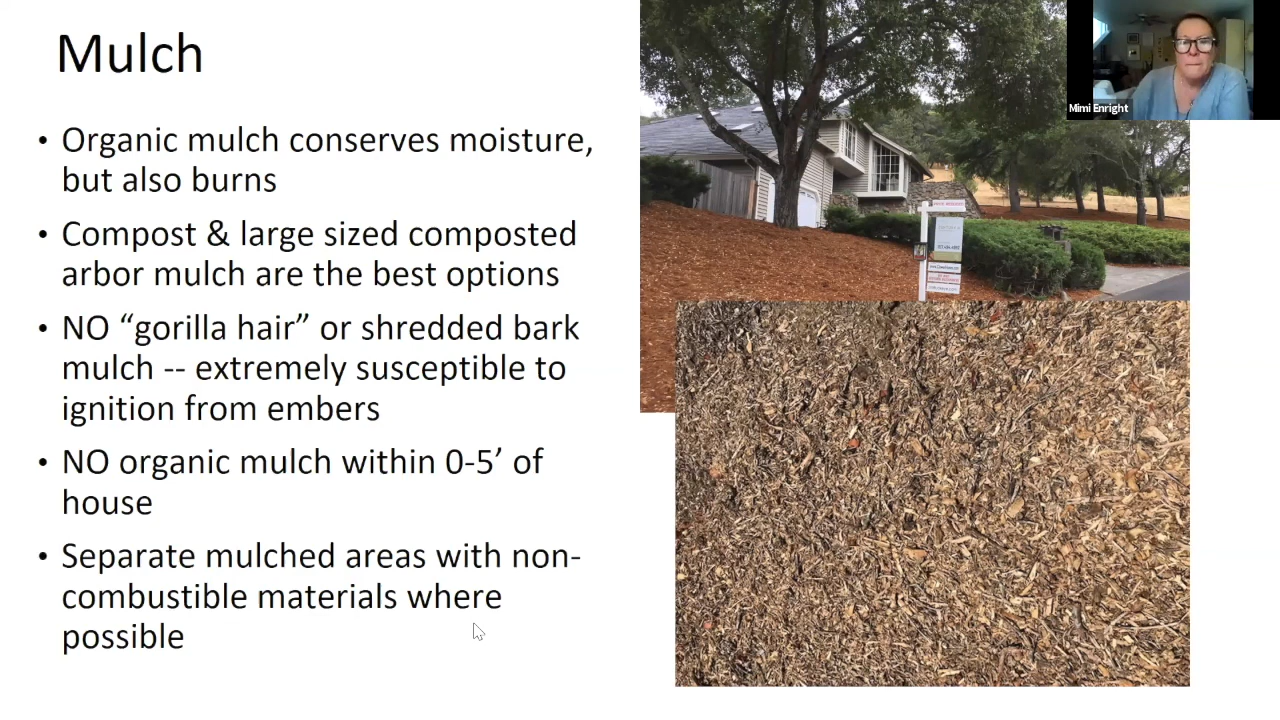 Mulch
• Organic mulch conserves moisture,
but also burns
• Compost & large sized composted
arbor mulch are the best options
• NO “gorilla hair” or shredded bark
mulch -- extremely susceptible to
ignition from embers
• NO organic mulch within 0-5’ of
house
• Separate mulched areas with non-
combustible materials where
possible
Mimi Enright